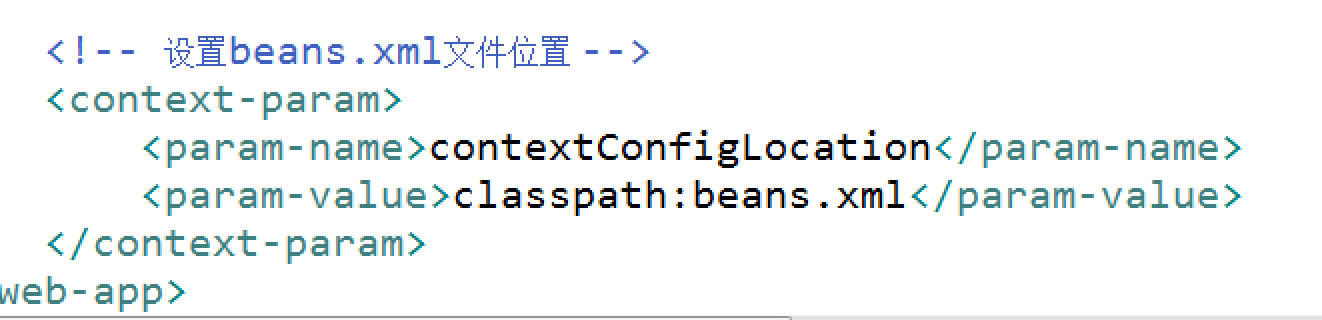 <!-- 设置beans.xml文件位置 -->
<context-param>
<param-name>contextConfigLocation</param-name>
<param-value>classpath:beans.xml</param-value>
</context-param>
web-app>